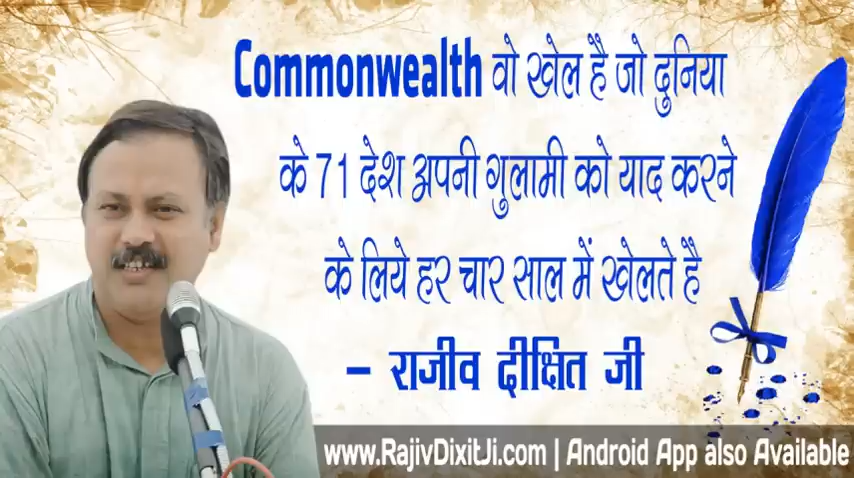 Commonwealth वो खेल है जो दुनिया
के 71 देश अपनी गुलामी को याद करने
के लिये हर चार साल में खेलते है
– राजीव दीक्षित जी
www.RajivDixitJi.com | Android App also Available